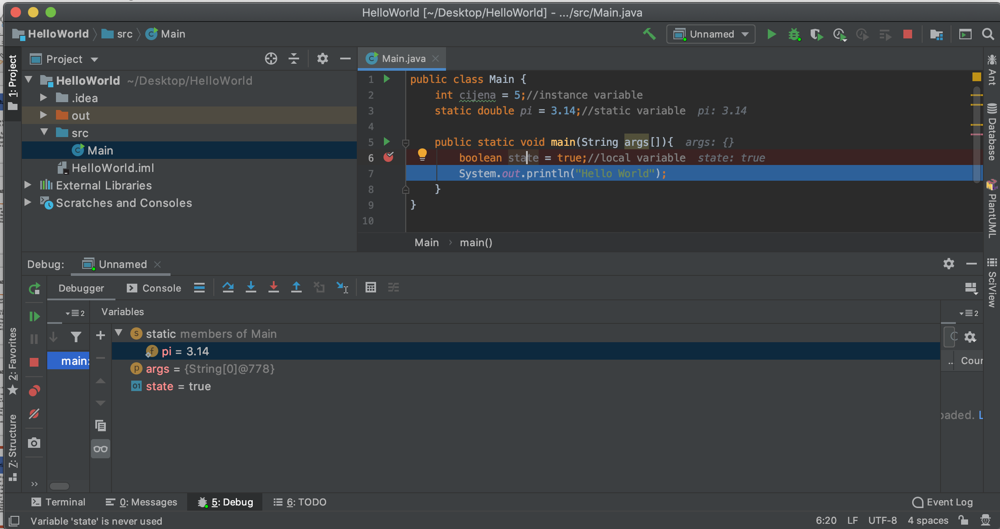 HelloWorld [~/Desktop/HelloWorld] - .../src/Main.java
HelloWorld src Main
Unnamed
1: Project
Project
HelloWorld ~/Desktop/HelloWorld
.idea
out
src
Main
HelloWorld.iml
External Libraries
Scratches and Consoles
Main.java
1 public class Main {
2 int cijena = 5;//instance variable
3 static double pi = 3.14;//static variable pi: 3.14
4
5 public static void main(String args[]){ args: {}
6 boolean state = true;//local variable state: true
7 System.out.println("Hello World");
8 }
9 }
10
Main main()
Ant
Database
PlantUML
SciView
Debug: Unnamed
Debugger Console
2 Variables 2
static members of Main
pi = 3.14
args = {String[0]@778}
state = true
main:
... Cour
oaded. L
2: Favorites
7: Structure
Terminal 0: Messages 5: Debug 6: TODO Event Log
Variable 'state' is never used 6:20 LF UTF-8 4 spaces